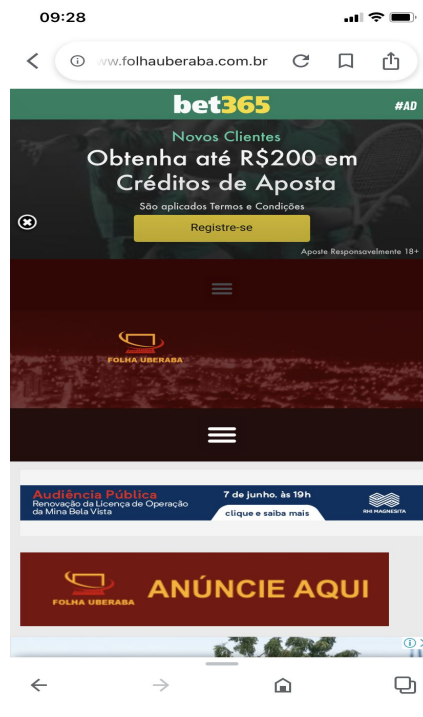 09:28
ww.folhauberaba.com.br
bet365
#AD
Novos Clientes
Obtenha até R$200 em
Créditos de Aposta
São aplicados Termos e Condições
Registre-se
Aposte Responsavelmente 18+
FOLHA UBERABA
Audiência Pública
Renovação da Licença de Operação
da Mina Bela Vista
7 de junho. às 19h
clique e saiba mais
RHI MAGNESITA
FOLHA UBERABA
ANÚNCIE AQUI